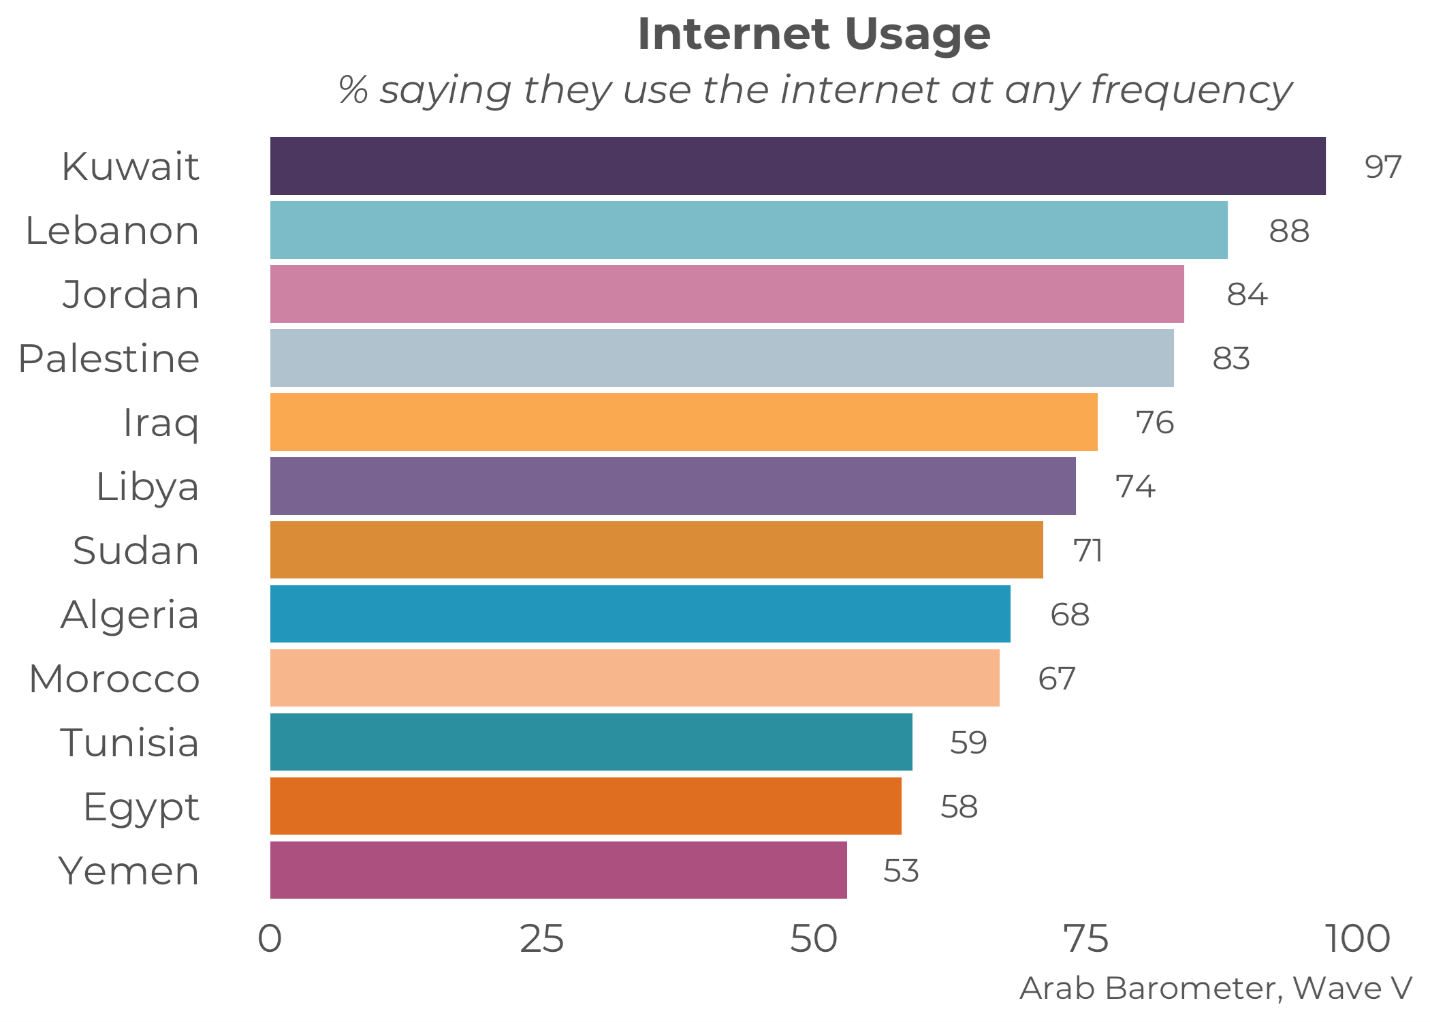 Internet Usage
% saying they use the internet at any frequency
Kuwait 97
Lebanon 88
Jordan 84
Palestine 83
Iraq 76
Libya 74
Sudan 71
Algeria 68
Morocco 67
Tunisia 59
Egypt 58
Yemen 53
0 25 50 75 100
Arab Barometer, Wave V